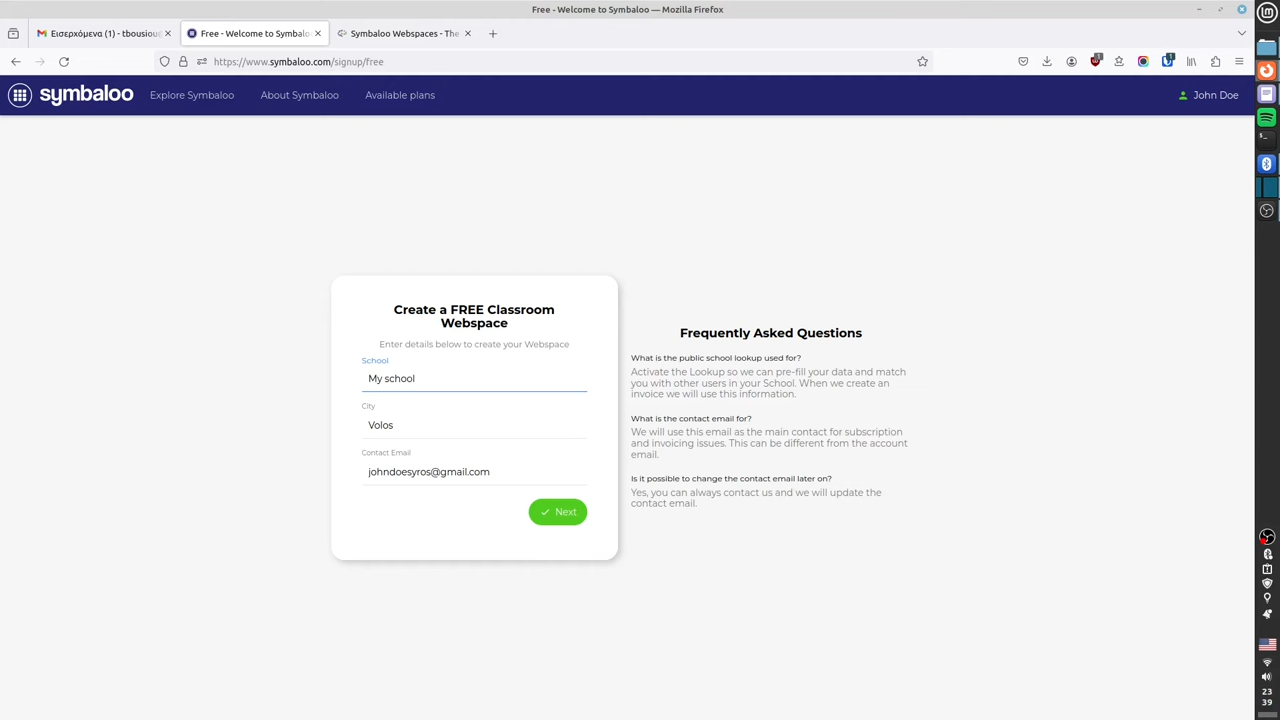 Free - Welcome to Symbaloo — Mozilla Firefox
Εισερχόμενα (1) - tbousiou
Free - Welcome to Symbaloo
Symbaloo Webspaces - The
https://www.symbaloo.com/signup/free
symbaloo
Explore Symbaloo
About Symbaloo
Available plans
John Doe
Create a FREE Classroom
Webspace
Enter details below to create your Webspace
School
My school
City
Volos
Contact Email
johndoesyros@gmail.com
Next
Frequently Asked Questions
What is the public school lookup used for?
Activate the Lookup so we can pre-fill your data and match
you with other users in your School. When we create an
invoice we will use this information.
What is the contact email for?
We will use this email as the main contact for subscription
and invoicing issues. This can be different from the account
email.
Is it possible to change the contact email later on?
Yes, you can always contact us and we will update the
contact email.
23
39